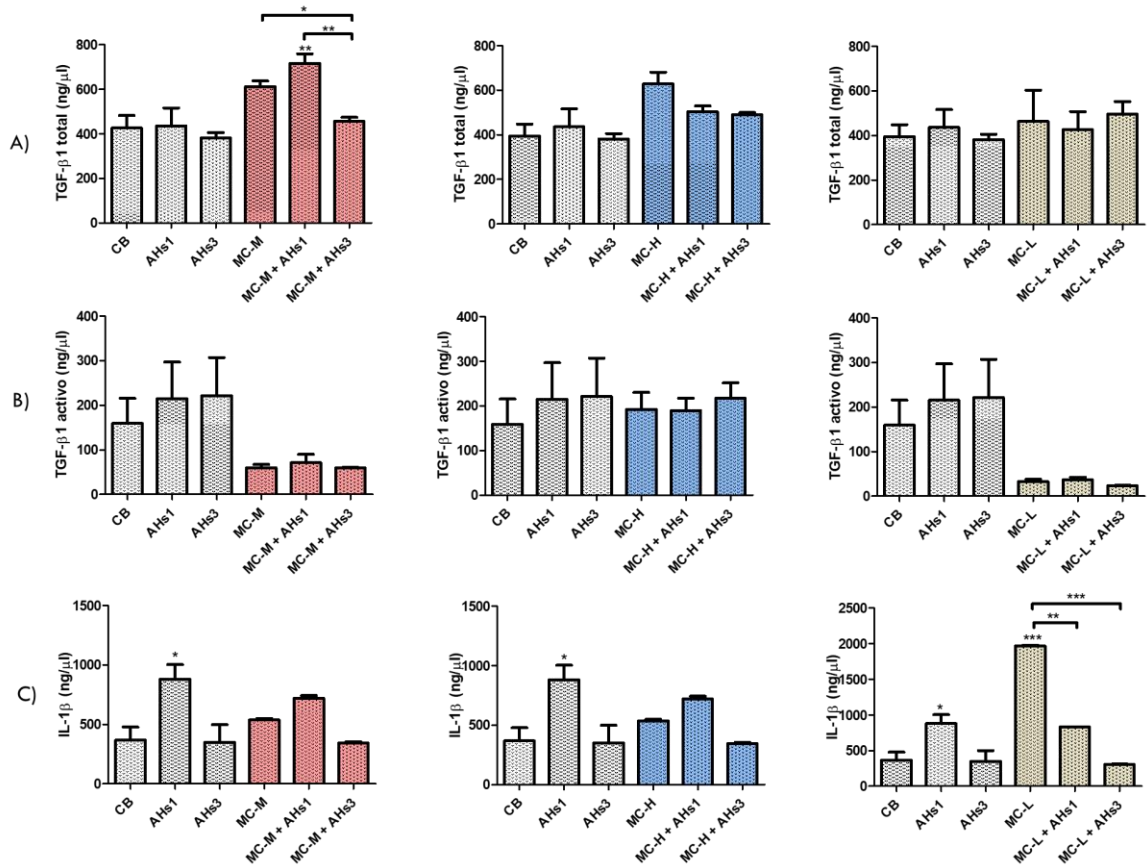 A)
TGF-β1 total (ng/µl)
800
600
400
200
0
*
**
**
CB
AHs1
AHs3
MC-M
MC-M + AHs1
MC-M + AHs3
TGF-β1 total (ng/µl)
800
600
400
200
0
CB
AHs1
AHs3
MC-H
MC-H + AHs1
MC-H + AHs3
TGF-β1 total (ng/µl)
800
600
400
200
0
CB
AHs1
AHs3
MC-L
MC-L + AHs1
MC-L + AHs3
B)
TGF-β1 activo (ng/µl)
400
300
200
100
0
CB
AHs1
AHs3
MC-M
MC-M + AHs1
MC-M + AHs3
TGF-β1 activo (ng/µl)
400
300
200
100
0
CB
AHs1
AHs3
MC-H
MC-H + AHs1
MC-H + AHs3
TGF-β1 activo (ng/µl)
400
300
200
100
0
CB
AHs1
AHs3
MC-L
MC-L + AHs1
MC-L + AHs3
C)
IL-1β (ng/µl)
1500
1000
500
0
*
CB
AHs1
AHs3
MC-M
MC-M + AHs1
MC-M + AHs3
IL-1β (ng/µl)
1500
1000
500
0
*
CB
AHs1
AHs3
MC-H
MC-H + AHs1
MC-H + AHs3
IL-1β (ng/µl)
2500
2000
1500
1000
500
0
***
**
***
*
CB
AHs1
AHs3
MC-L
MC-L + AHs1
MC-L + AHs3